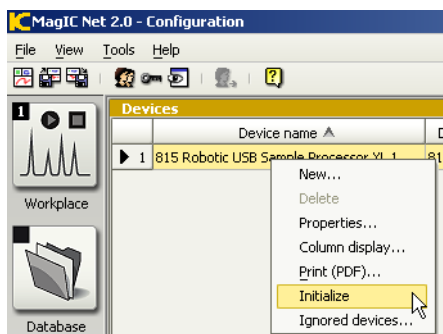 MagIC Net 2.0 - Configuration
File View Tools Help
Devices
Device name
1 815 Robotic USB Sample Processor XL 1 81
1
Workplace
Database
New...
Delete
Properties...
Column display...
Print (PDF)...
Initialize
Ignored devices...